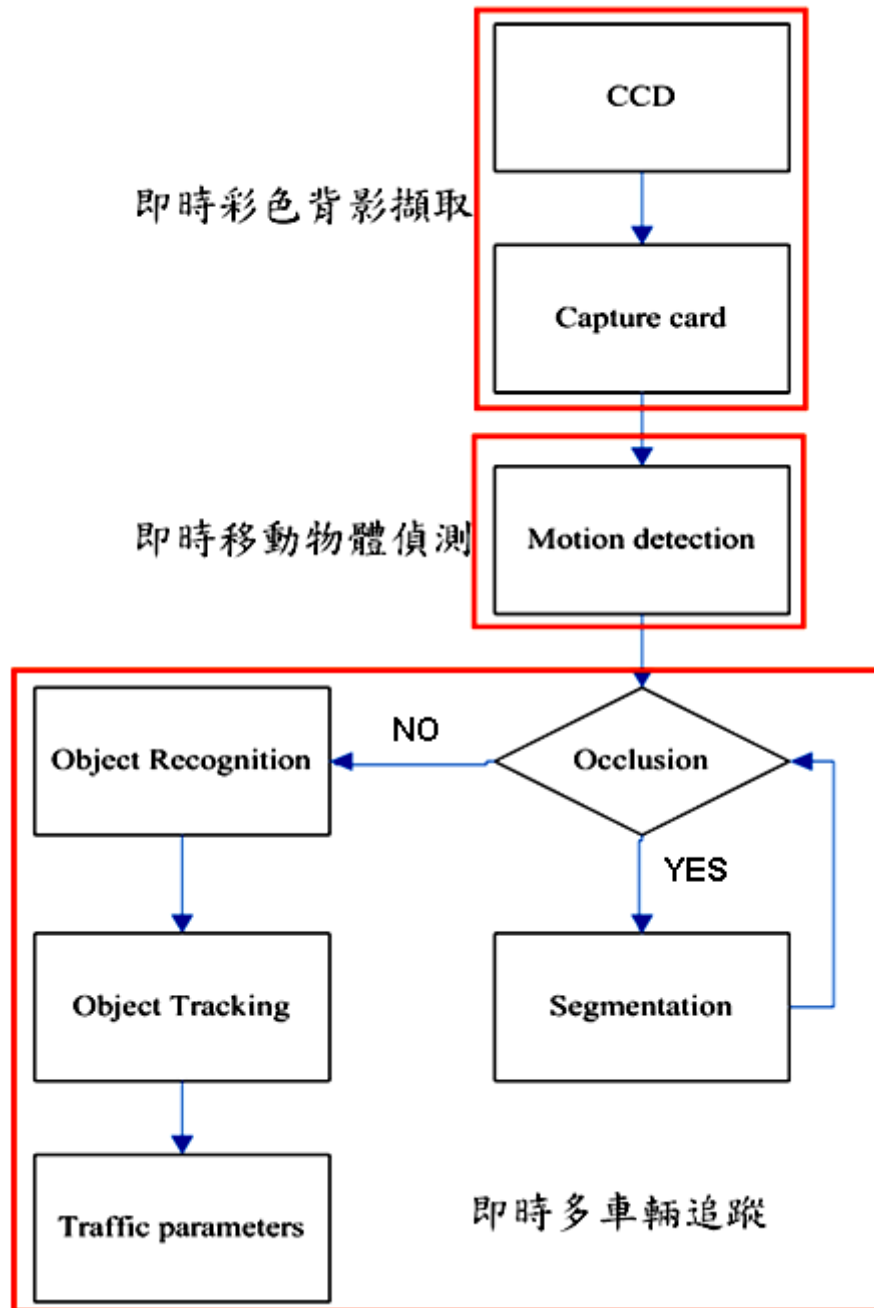 CCD
即時彩色背影擷取
Capture card
即時移動物體偵測
Motion detection
NO
Object Recognition
Occlusion
YES
Object Tracking
Segmentation
即時多車輛追蹤
Traffic parameters